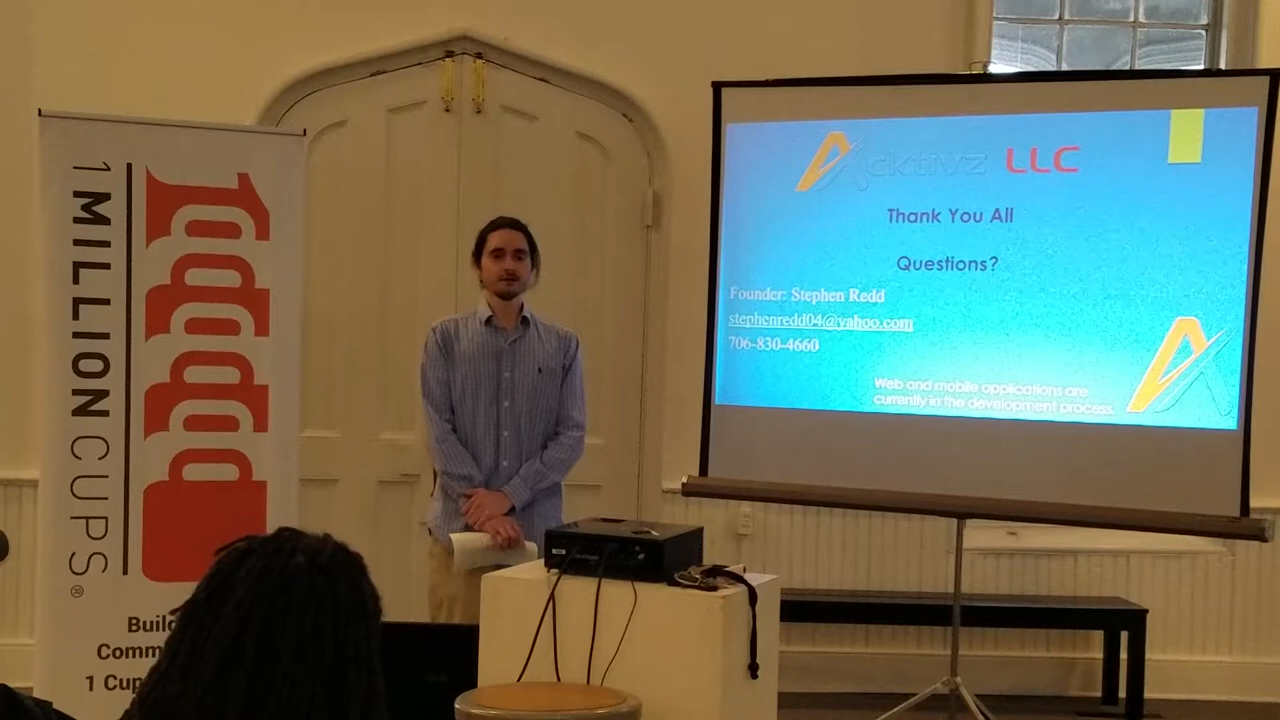 1 MILLION CUPS®
Build
Comm
1 Cup
Acktivz LLC
Thank You All
Questions?
Founder: Stephen Redd
stephenredd04@yahoo.com
706-830-4660
Web and mobile applications are
currently in the development process.